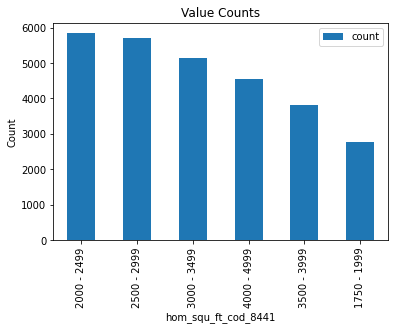 Value Counts
count
6000
5000
4000
3000
2000
1000
0
Count
2000 - 2499
2500 - 2999
3000 - 3499
4000 - 4999
3500 - 3999
1750 - 1999
hom_squ_ft_cod_8441